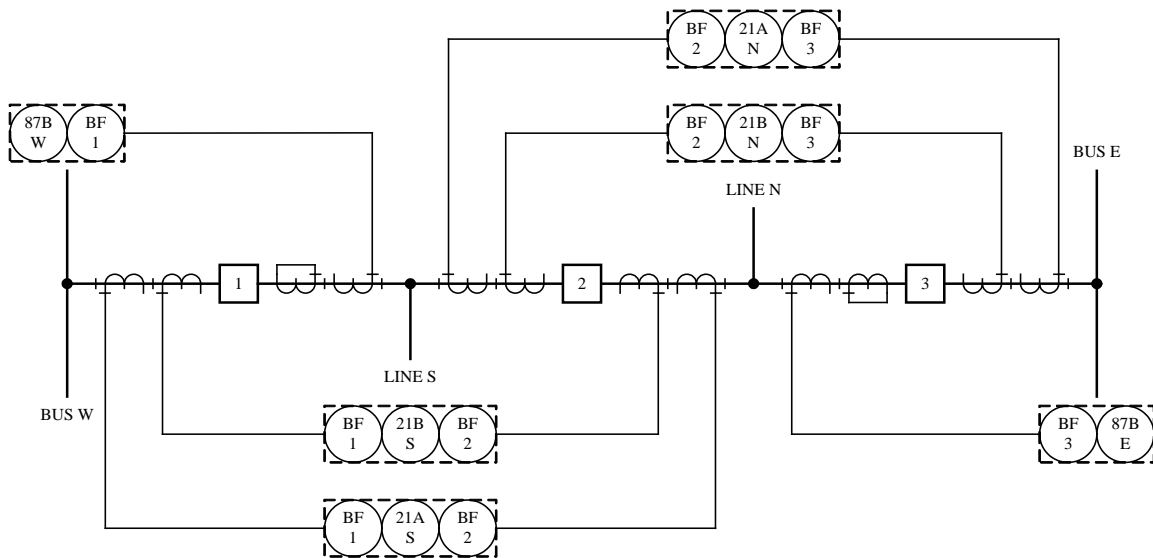 BF 21A BF
2 N 3
87B BF
W 1
BF 21B BF
2 N 3
BUS E
LINE N
1
2
3
LINE S
BUS W
BF 21B BF
1 S 2
BF 87B
3 E
BF 21A BF
1 S 2